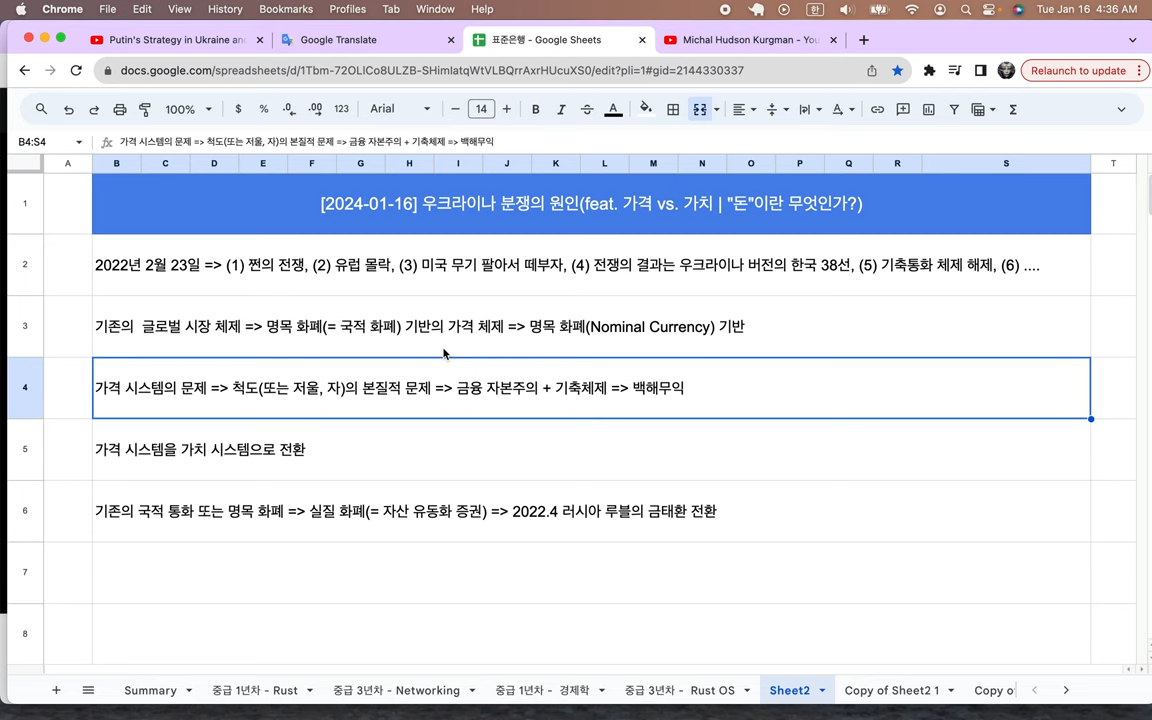 Chrome File Edit View History Bookmarks Profiles Tab Window Help 한 Tue Jan 16 4:36 AM
Putin's Strategy in Ukraine an Google Translate 표준은행 - Google Sheets Michal Hudson Kurgman - You
docs.google.com/spreadsheets/d/1Tbm-72OLICo8ULZB-SHimIatqWtVLBQrrAxrHUcuXS0/edit?pli=1#gid=2144330337 Relaunch to update
100% $ % .0 .00 123 Arial 14 B I A
B4:S4 fx 가격 시스템의 문제 => 척도(또는 저울, 자)의 본질적 문제 => 금융 자본주의 + 기축체제 => 백해무익
A B C D E F G H I J K L M N O P Q R S T
1 [2024-01-16] 우크라이나 분쟁의 원인(feat. 가격 vs. 가치 | "돈"이란 무엇인가?)
2 2022년 2월 23일 => (1) 쩐의 전쟁, (2) 유럽 몰락, (3) 미국 무기 팔아서 떼부자, (4) 전쟁의 결과는 우크라이나 버전의 한국 38선, (5) 기축통화 체제 해제, (6) ....
3 기존의 글로벌 시장 체제 => 명목 화폐(= 국적 화폐) 기반의 가격 체제 => 명목 화폐(Nominal Currency) 기반
4 가격 시스템의 문제 => 척도(또는 저울, 자)의 본질적 문제 => 금융 자본주의 + 기축체제 => 백해무익
5 가격 시스템을 가치 시스템으로 전환
6 기존의 국적 통화 또는 명목 화폐 => 실질 화폐(= 자산 유동화 증권) => 2022.4 러시아 루블의 금태환 전환
7
8
Summary 중급 1년차 - Rust 중급 3년차 - Networking 중급 1년차 - 경제학 중급 3년차 - Rust OS Sheet2 Copy of Sheet2 1 Copy o